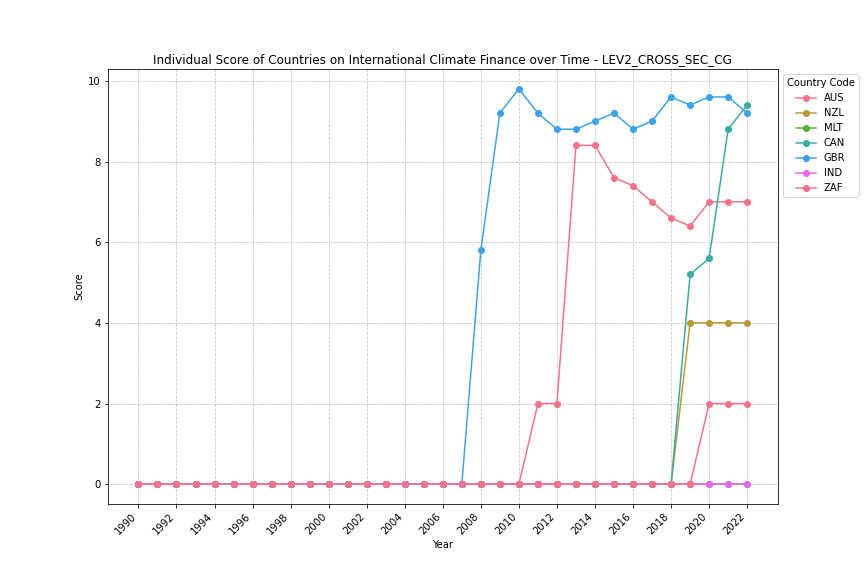 Individual Score of Countries on International Climate Finance over Time - LEV2_CROSS_SEC_CG
Score
10
8
6
4
2
0
1990
1992
1994
1996
1998
2000
2002
2004
2006
2008
2010
2012
2014
2016
2018
2020
2022
Year
Country Code
AUS
NZL
MLT
CAN
GBR
IND
ZAF